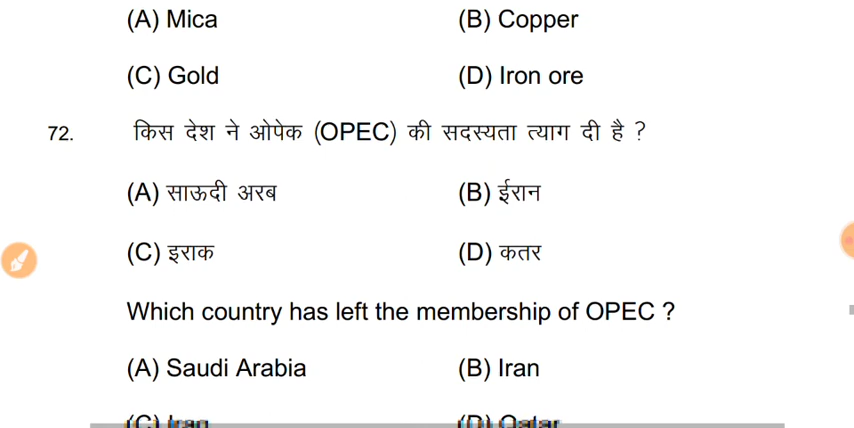 (A) Mica (B) Copper
(C) Gold (D) Iron ore
72. किस देश ने ओपेक (OPEC) की सदस्यता त्याग दी है ?
(A) साऊदी अरब (B) ईरान
(C) इराक (D) कतर
Which country has left the membership of OPEC ?
(A) Saudi Arabia (B) Iran
(C) Iraq (D) Qatar